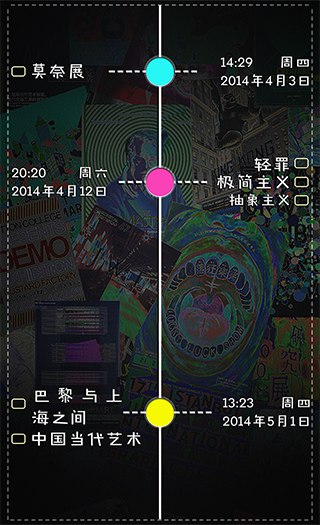 莫奈展
14:29 周四
2014年4月3日
20:20 周六
2014年4月12日
轻罪
极简主义
抽象主义
巴黎与上
海之间
中国当代艺术
13:23 周四
2014年5月1日